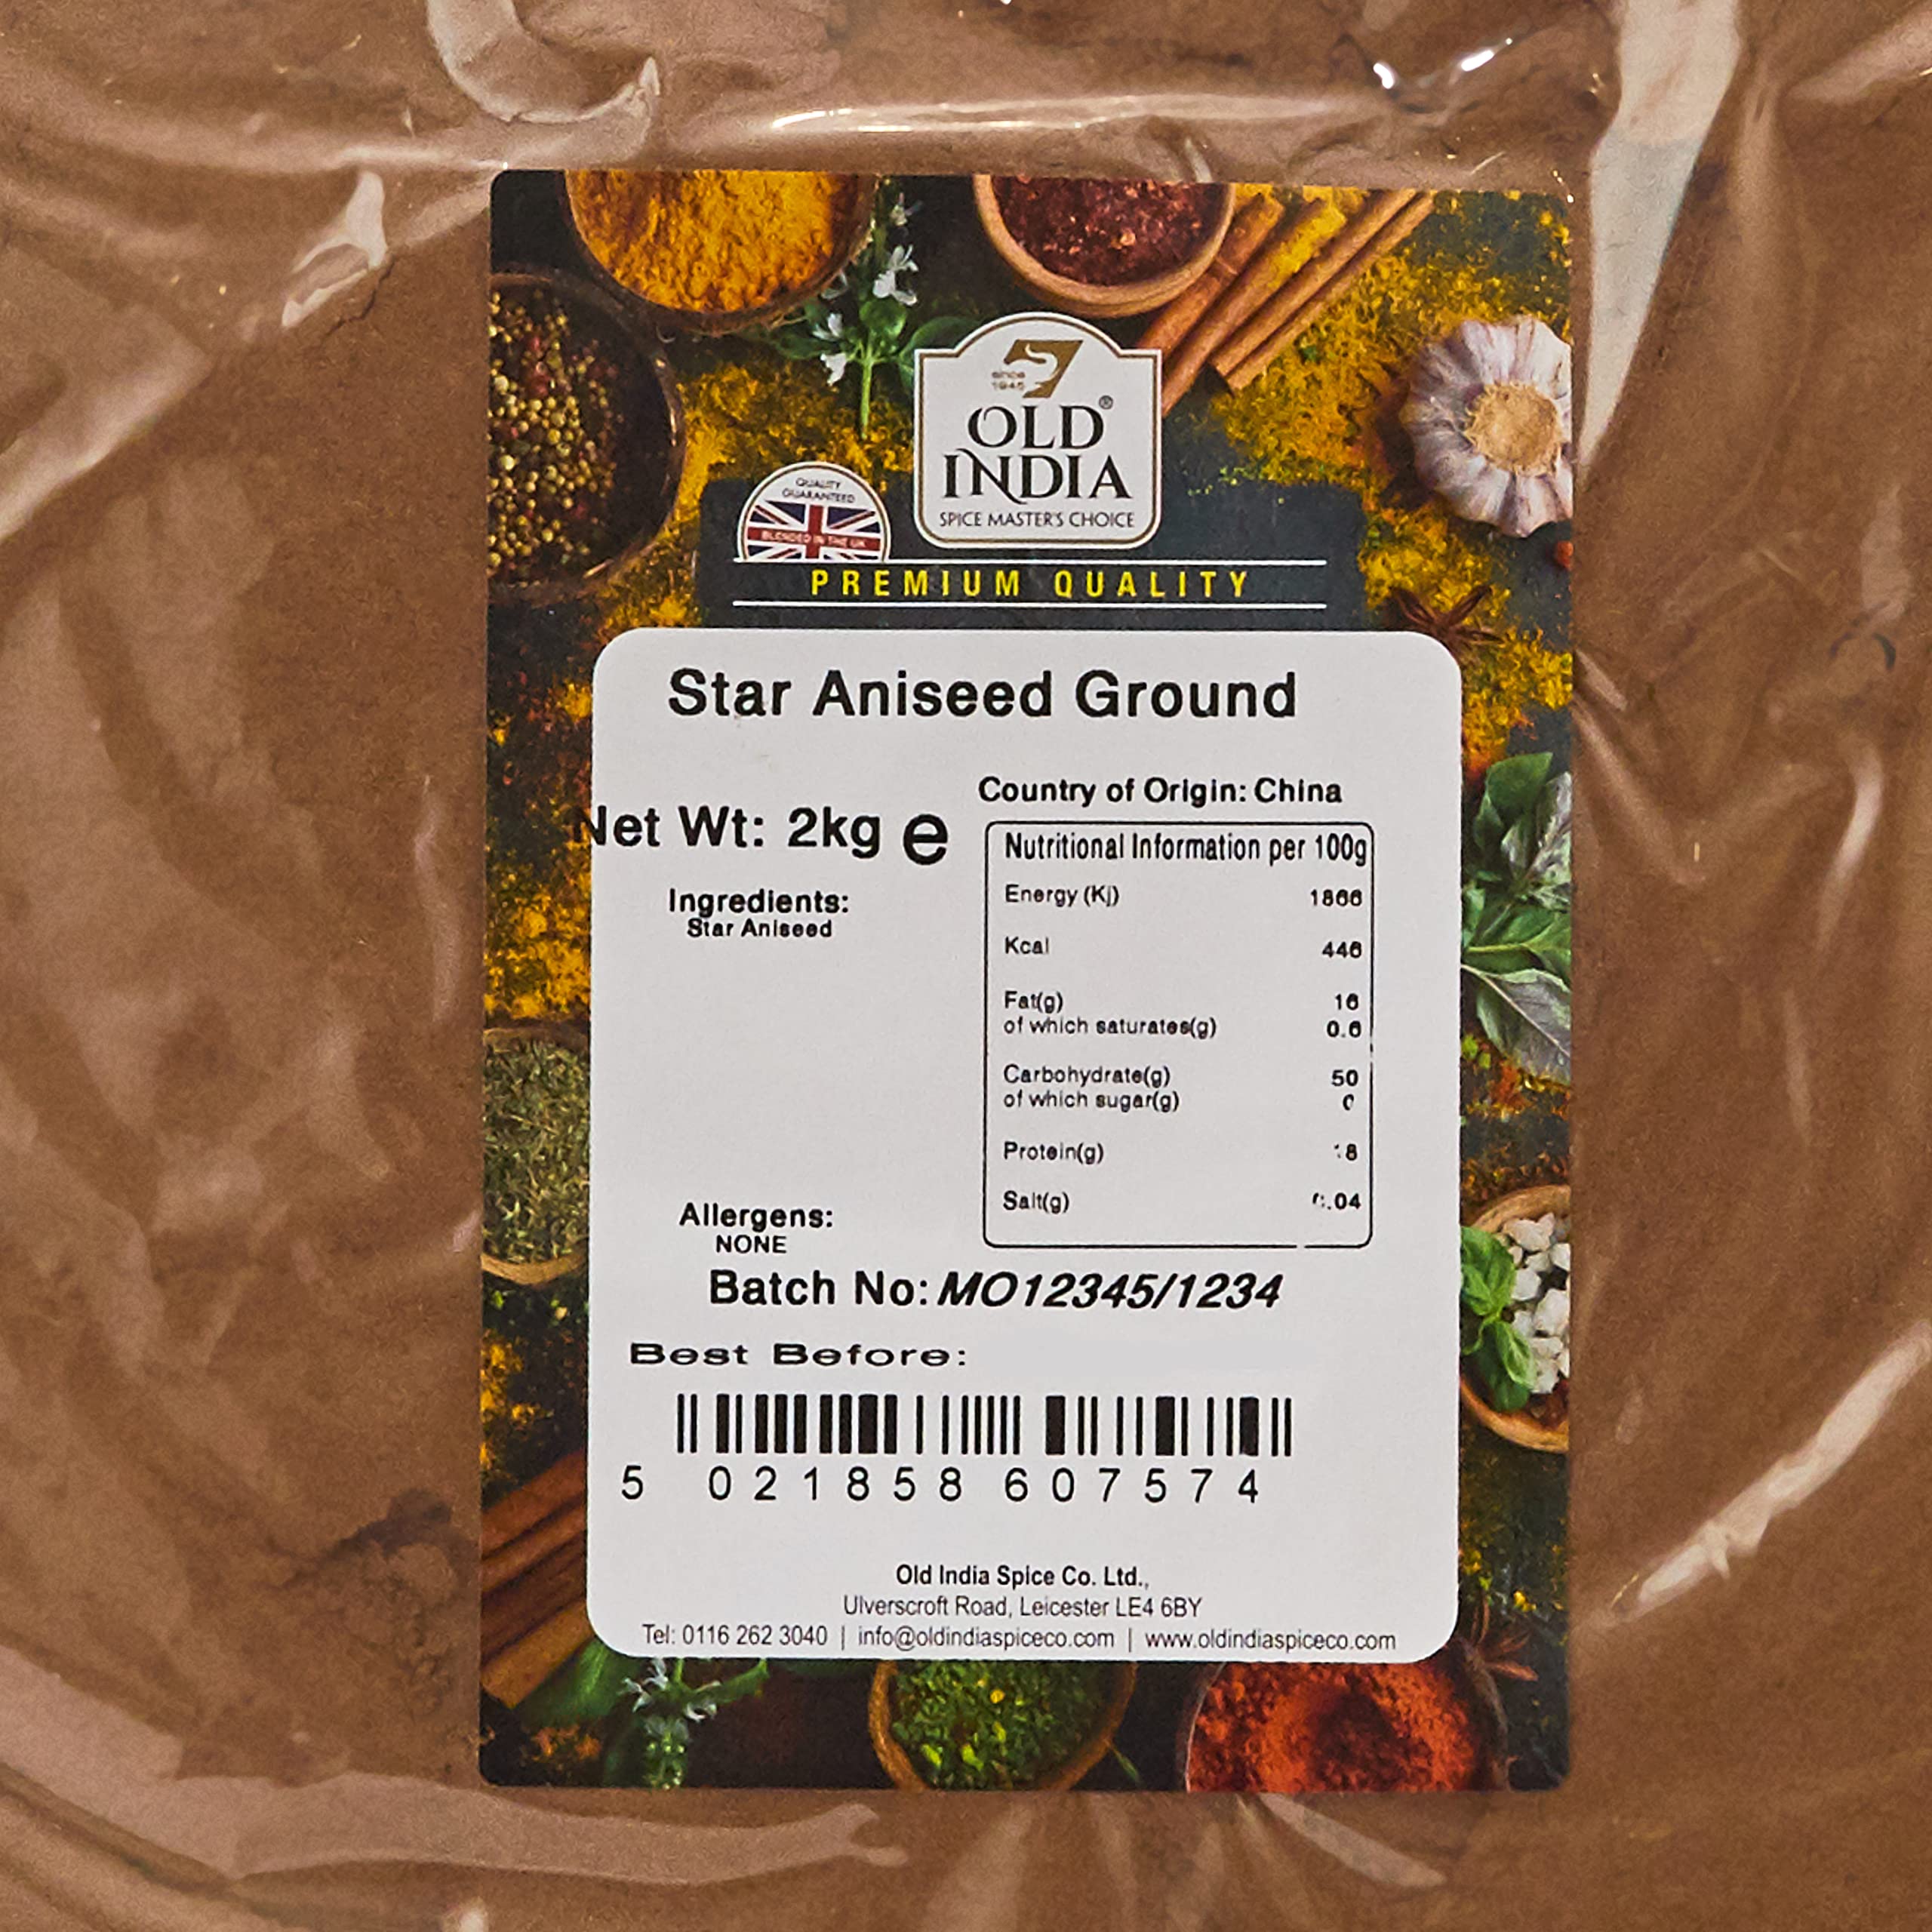 since
1945
OLD®
INDIA
SPICE MASTER'S CHOICE
QUALITY
GUARANTEED
BLENDED IN THE UK
PREMIUM QUALITY
Star Aniseed Ground
Country of Origin: China
Net Wt: 2kg e
Nutritional Information per 100g
Energy (Kj) 1866
Kcal 446
Fat(g) 16
of which saturates(g) 0.6
Carbohydrate(g) 50
of which sugar(g) 0
Protein(g) 18
Salt(g) 0.04
Ingredients:
Star Aniseed
Allergens:
NONE
Batch No: MO12345/1234
Best Before:
5 021858 607574
Old India Spice Co. Ltd.,
Ulverscroft Road, Leicester LE4 6BY
Tel: 0116 262 3040 | info@oldindiaspiceco.com | www.oldindiaspiceco.com